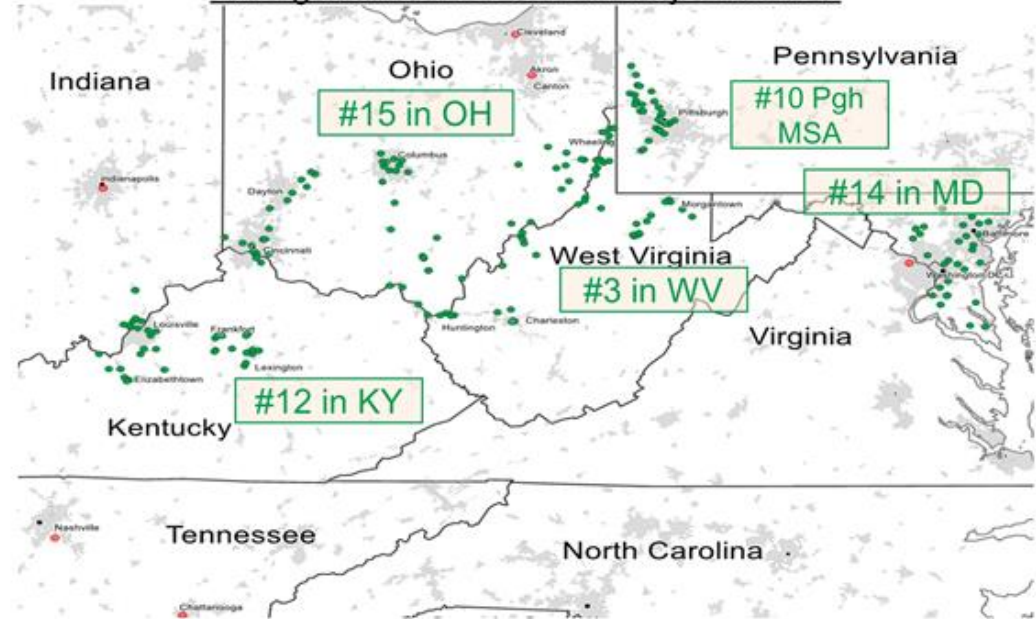 Cleveland
Ohio
Akron
Canton
Indiana
Pennsylvania
#15 in OH
#10 Pgh
MSA
Pittsburgh
Wheeling
Columbus
Indianapolis
Dayton
#14 in MD
Morgantown
Baltimore
Cincinnati
West Virginia
#3 in WV
Louisville
Frankfort
Huntington
Charleston
Virginia
Lexington
Elizabethtown
#12 in KY
Kentucky
Nashville
Tennessee
North Carolina
Chattanooga